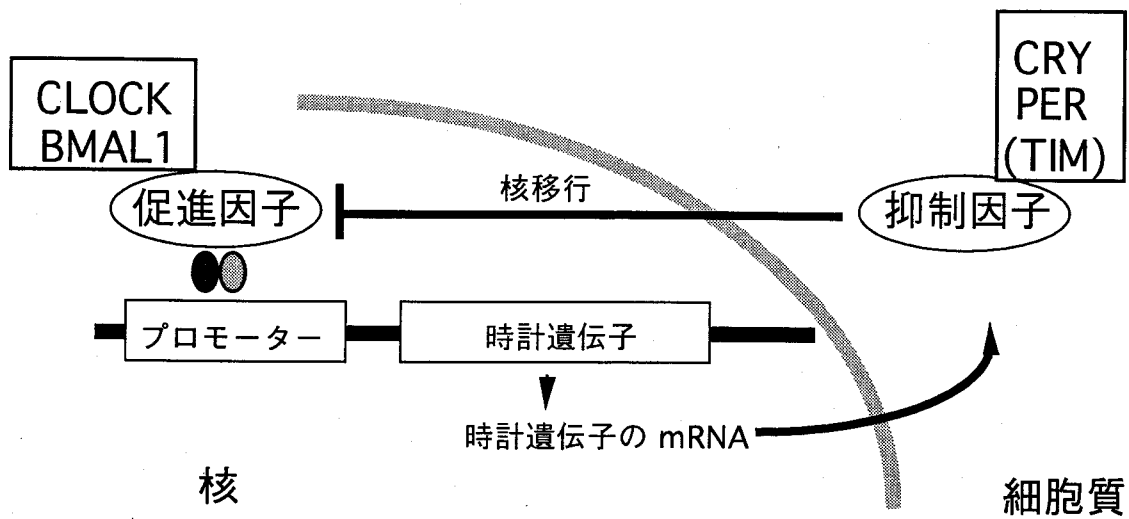 CLOCK
BMAL1
促進因子
核移行
CRY
PER
(TIM)
抑制因子
プロモーター
時計遺伝子
時計遺伝子の mRNA
核
細胞質